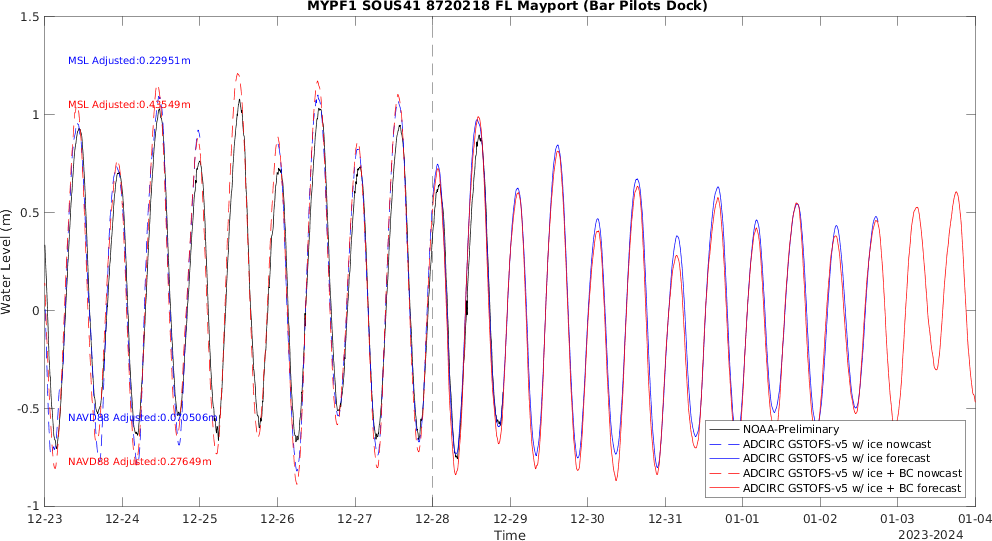 MYPF1 SOUS41 8720218 FL Mayport (Bar Pilots Dock)
1.5
1
0.5
0
-0.5
-1
Water Level (m)
MSL Adjusted:0.22951m
MSL Adjusted:0.43549m
NAVD88 Adjusted:0.070506m
NAVD88 Adjusted:0.27649m
NOAA-Preliminary
ADCIRC GSTOFS-v5 w/ ice nowcast
ADCIRC GSTOFS-v5 w/ ice forecast
ADCIRC GSTOFS-v5 w/ ice + BC nowcast
ADCIRC GSTOFS-v5 w/ ice + BC forecast
12-23 12-24 12-25 12-26 12-27 12-28 12-29 12-30 12-31 01-01 01-02 01-03 01-04
Time
2023-2024